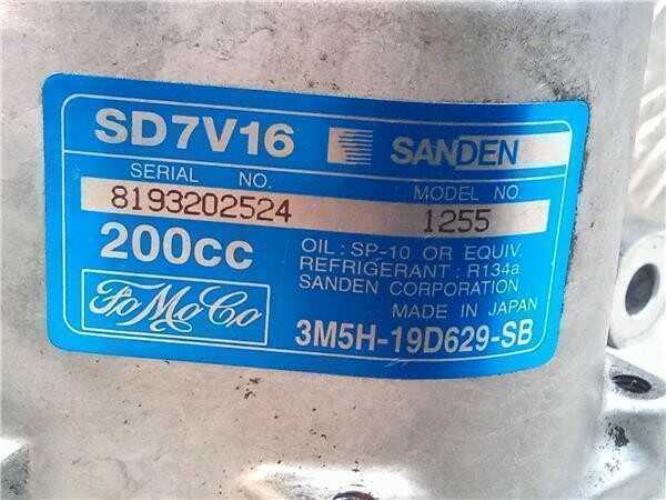 SD7V16 SANDEN
SERIAL NO. MODEL NO.
8193202524 1255
200cc OIL : SP-10 OR EQUIV.
REFRIGERANT : R134a
SANDEN CORPORATION
FoMoCo MADE IN JAPAN
3M5H-19D629-SB